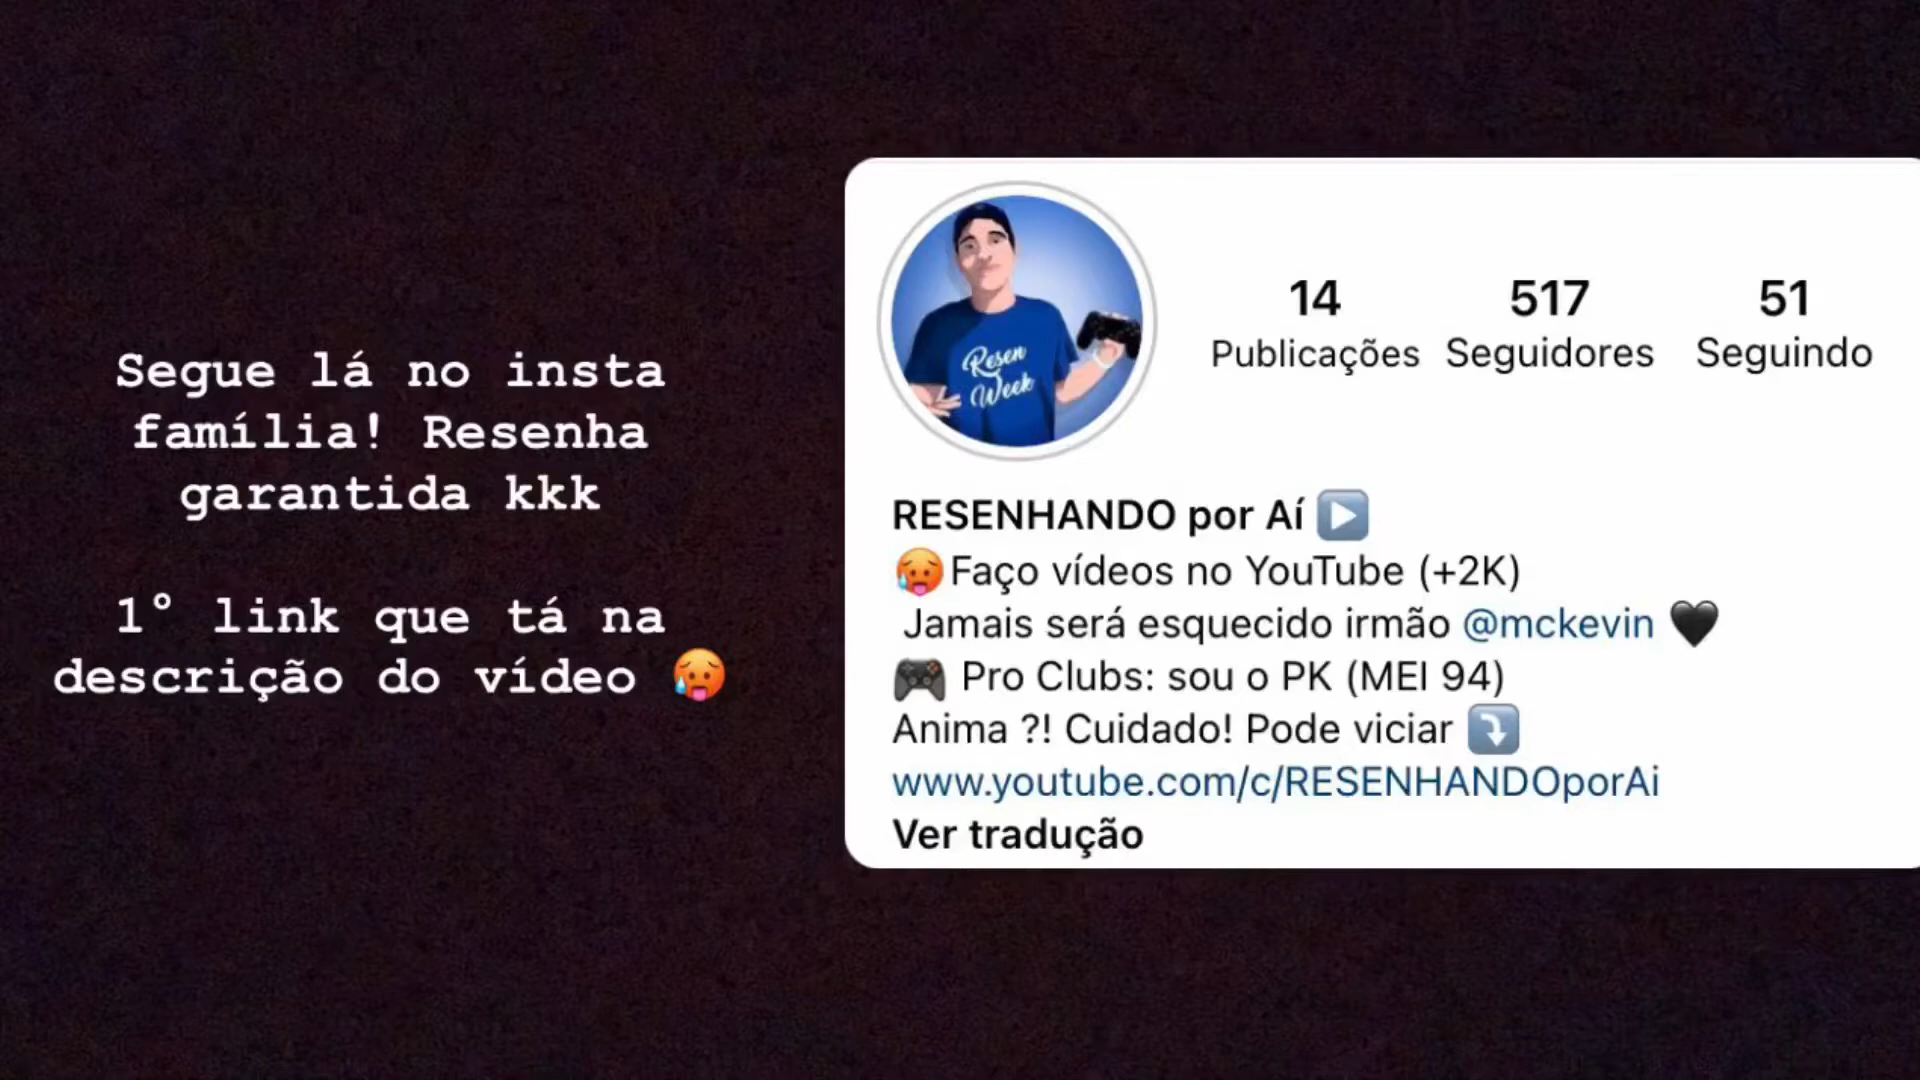 Segue lá no insta
família! Resenha
garantida kkk
1° link que tá na
descrição do vídeo 🥵
Resen
Week
14
Publicações
517
Seguidores
51
Seguindo
RESENHANDO por Aí ▶️
🥵Faço vídeos no YouTube (+2K)
Jamais será esquecido irmão @mckevin 🖤
🎮 Pro Clubs: sou o PK (MEI 94)
Anima ?! Cuidado! Pode viciar ⤵️
www.youtube.com/c/RESENHANDOporAi
Ver tradução